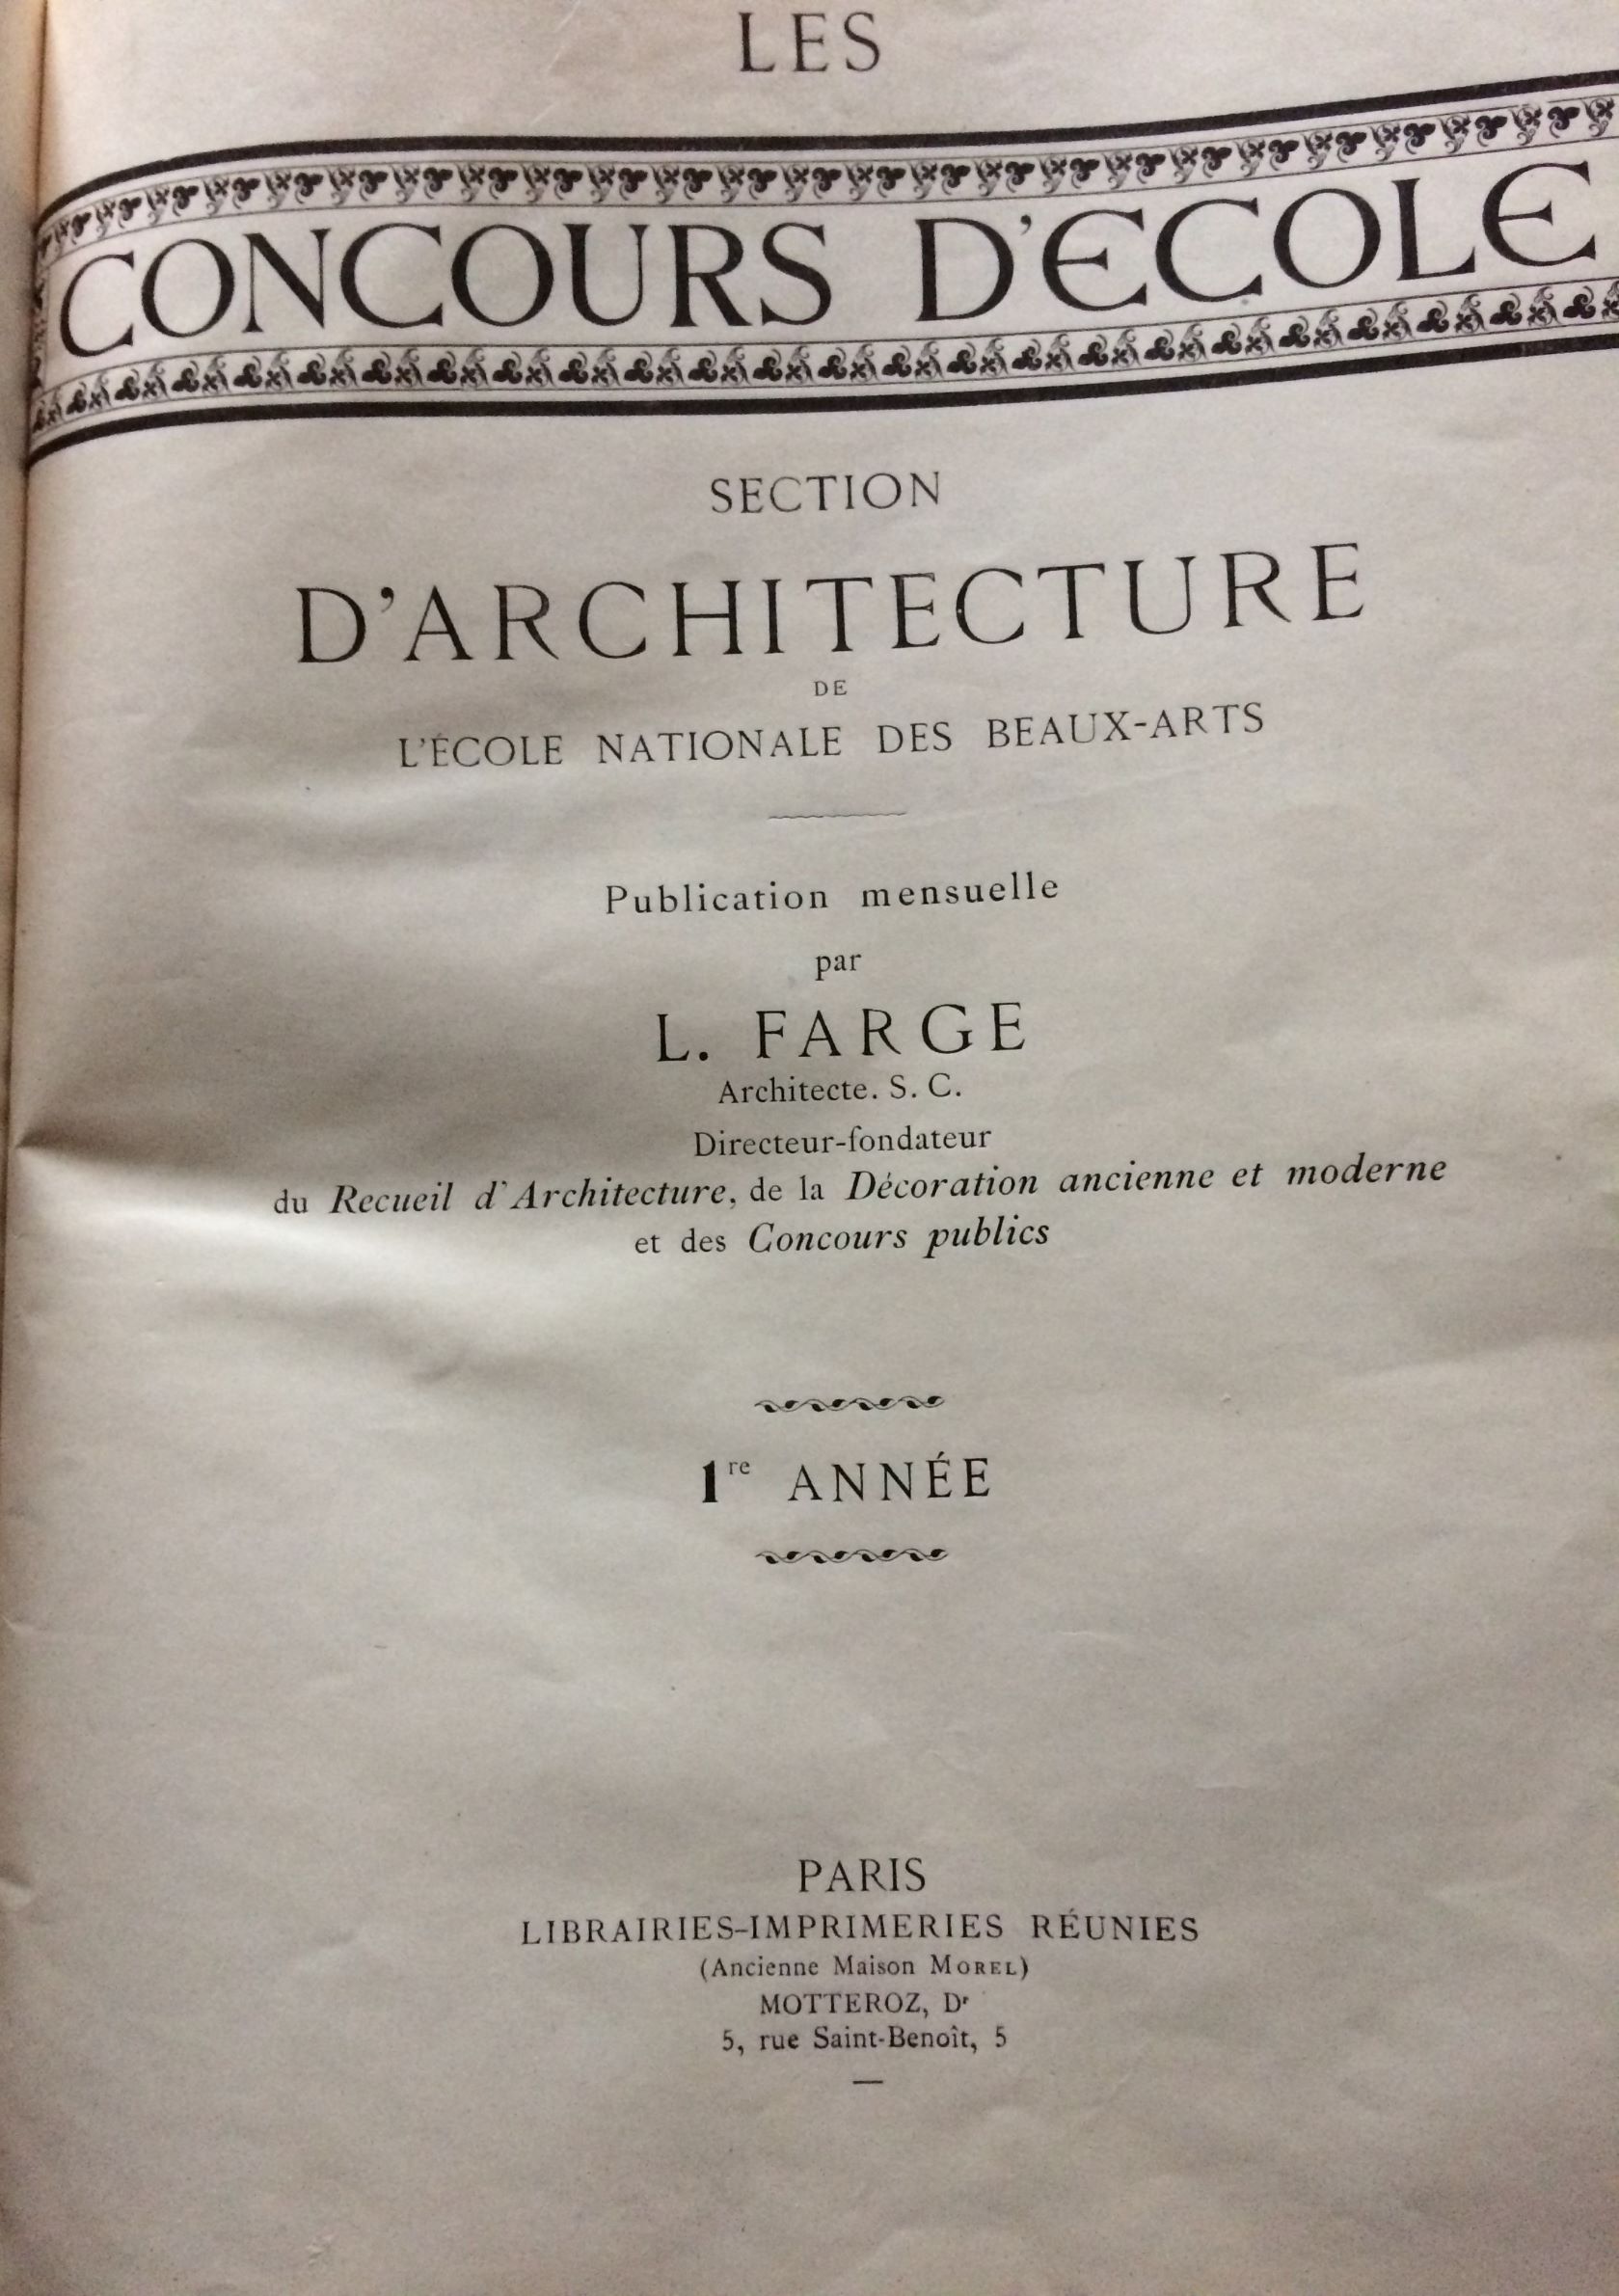 LES
CONCOURS D'ECOLE
SECTION
D'ARCHITECTURE
DE
L'ÉCOLE NATIONALE DES BEAUX-ARTS
Publication mensuelle
par
L. FARGE
Architecte. S. C.
Directeur-fondateur
du Recueil d'Architecture, de la Décoration ancienne et moderne
et des Concours publics
1re ANNÉE
PARIS
LIBRAIRIES-IMPRIMERIES RÉUNIES
(Ancienne Maison MOREL)
MOTTEROZ, Dr
5, rue Saint-Benoît, 5